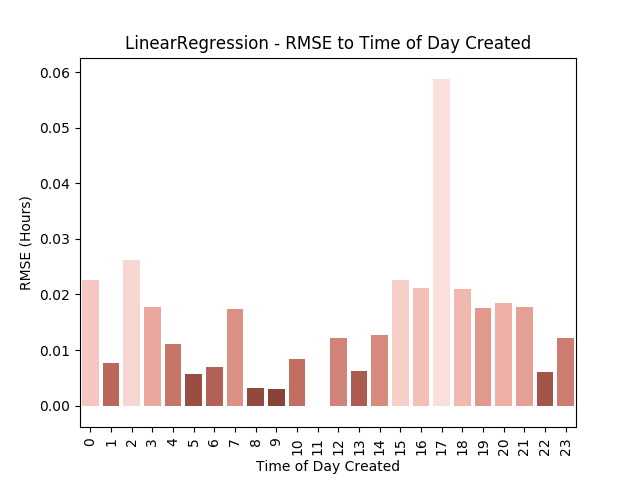 LinearRegression - RMSE to Time of Day Created
0.06
0.05
0.04
0.03
0.02
0.01
0.00
RMSE (Hours)
0 1 2 3 4 5 6 7 8 9 10 11 12 13 14 15 16 17 18 19 20 21 22 23
Time of Day Created